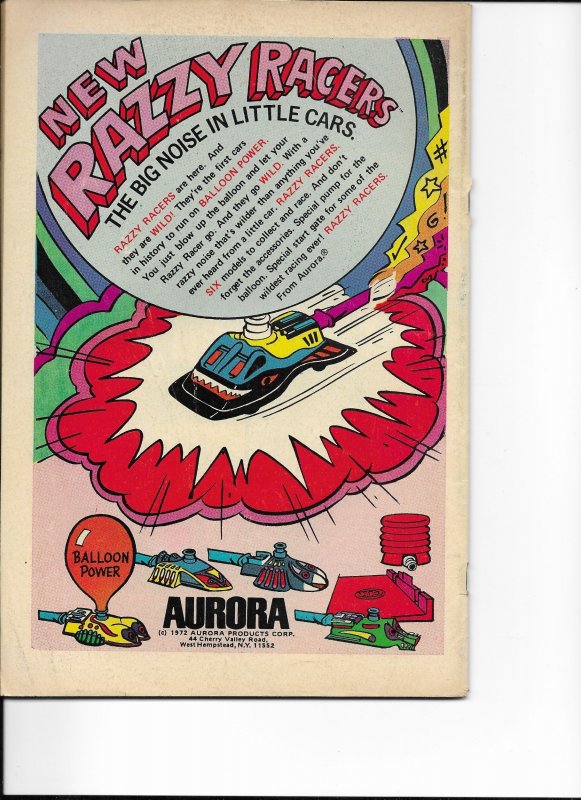 NEW
RAZZY RACERS™
THE BIG NOISE IN LITTLE CARS.
RAZZY RACERS are here. And
they are WILD! They're the first cars
in history to run on BALLOON POWER.
You just blow up the balloon and let your
Razzy Racer go. And they go WILD. With a
razzy noise that's wilder than anything you've
ever heard from a little car. RAZZY RACERS.
SIX models to collect and race. And don't
forget the accessories. Special pump for the
balloon. Special start gate for some of the
wildest racing ever! RAZZY RACERS.
From Aurora.®
#
G!
BALLOON
POWER
AURORA
(c) 1972 AURORA PRODUCTS CORP.
44 Cherry Valley Road,
West Hempstead, N.Y. 11552